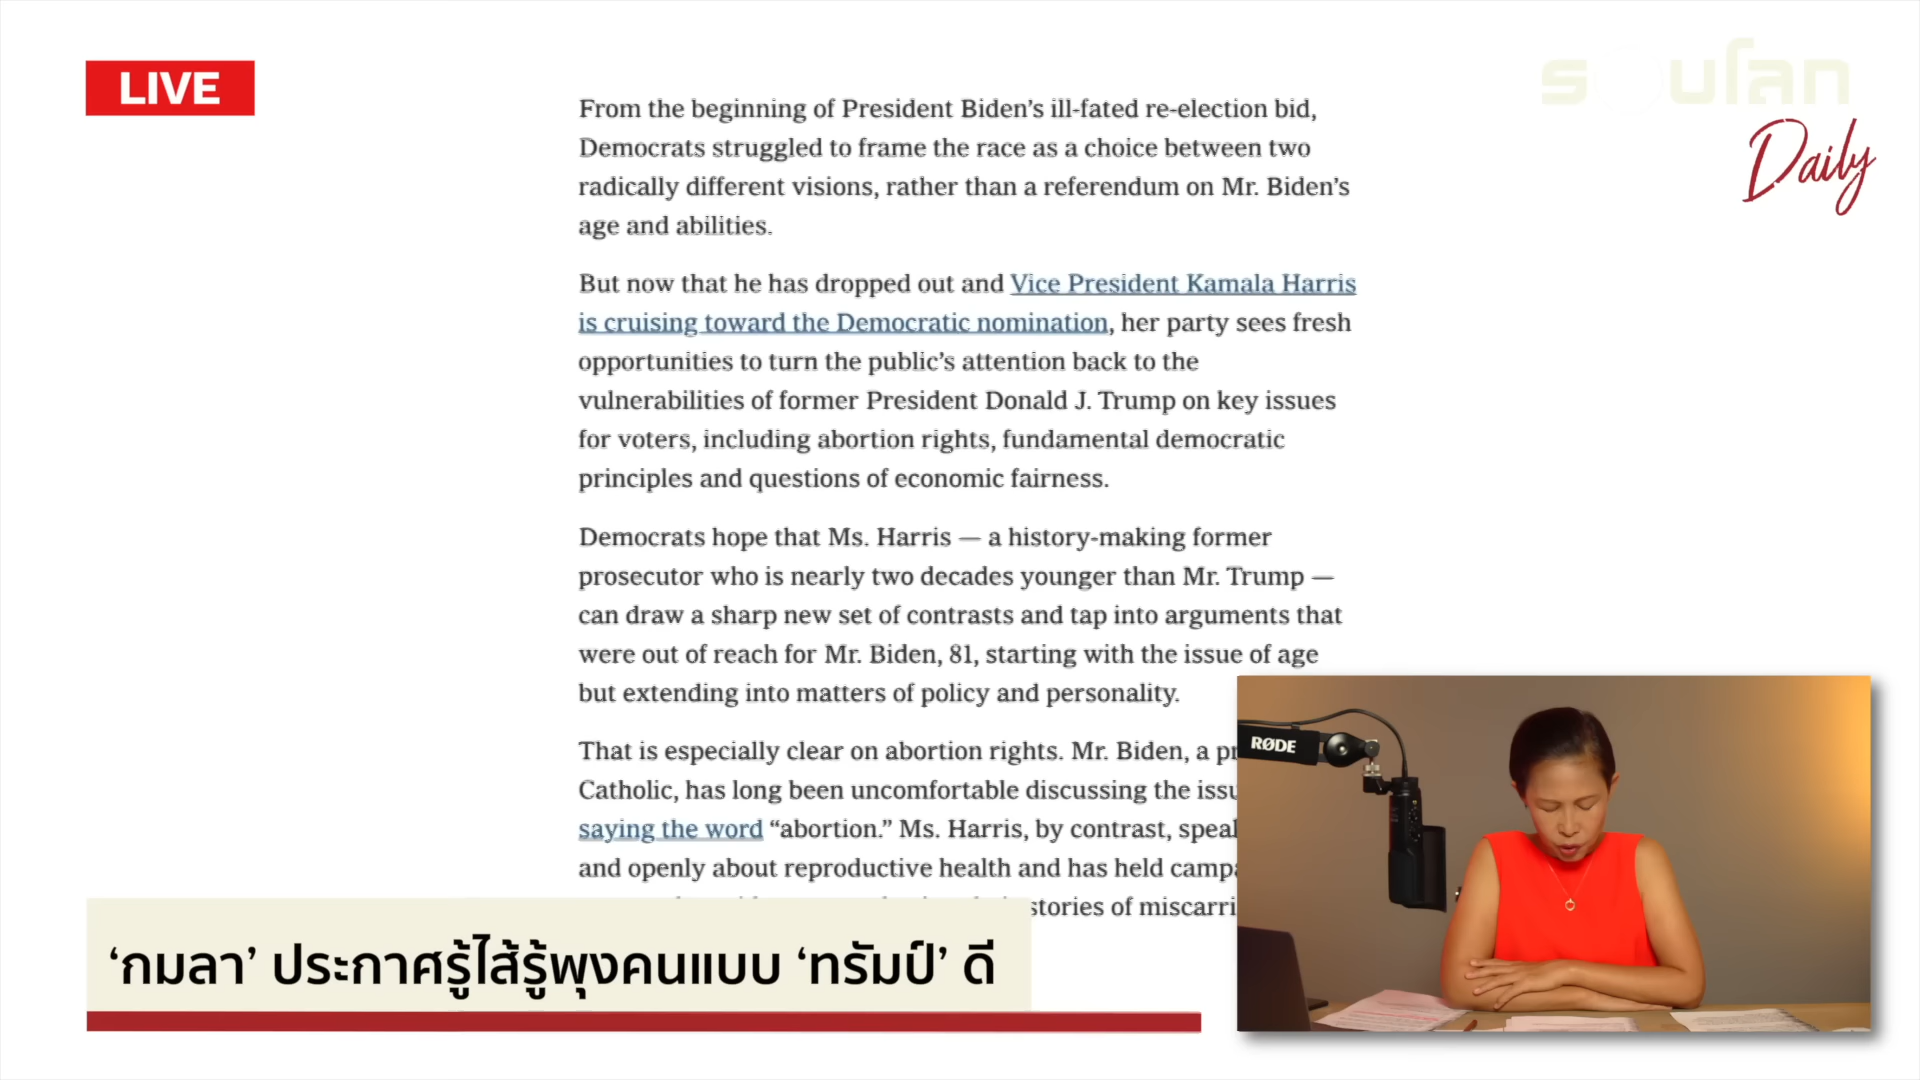 LIVE
รอบโลก
Daily
From the beginning of President Biden’s ill-fated re-election bid,
Democrats struggled to frame the race as a choice between two
radically different visions, rather than a referendum on Mr. Biden’s
age and abilities.
But now that he has dropped out and Vice President Kamala Harris
is cruising toward the Democratic nomination, her party sees fresh
opportunities to turn the public’s attention back to the
vulnerabilities of former President Donald J. Trump on key issues
for voters, including abortion rights, fundamental democratic
principles and questions of economic fairness.
Democrats hope that Ms. Harris — a history-making former
prosecutor who is nearly two decades younger than Mr. Trump —
can draw a sharp new set of contrasts and tap into arguments that
were out of reach for Mr. Biden, 81, starting with the issue of age
but extending into matters of policy and personality.
That is especially clear on abortion rights. Mr. Biden, a
Catholic, has long been uncomfortable discussing the
saying the word “abortion.” Ms. Harris, by contrast,
and openly about reproductive health and has held
stories of
RØDE
‘กมลา’ ประกาศรู้ไส้รู้พุงคนแบบ ‘ทรัมป์’ ดี